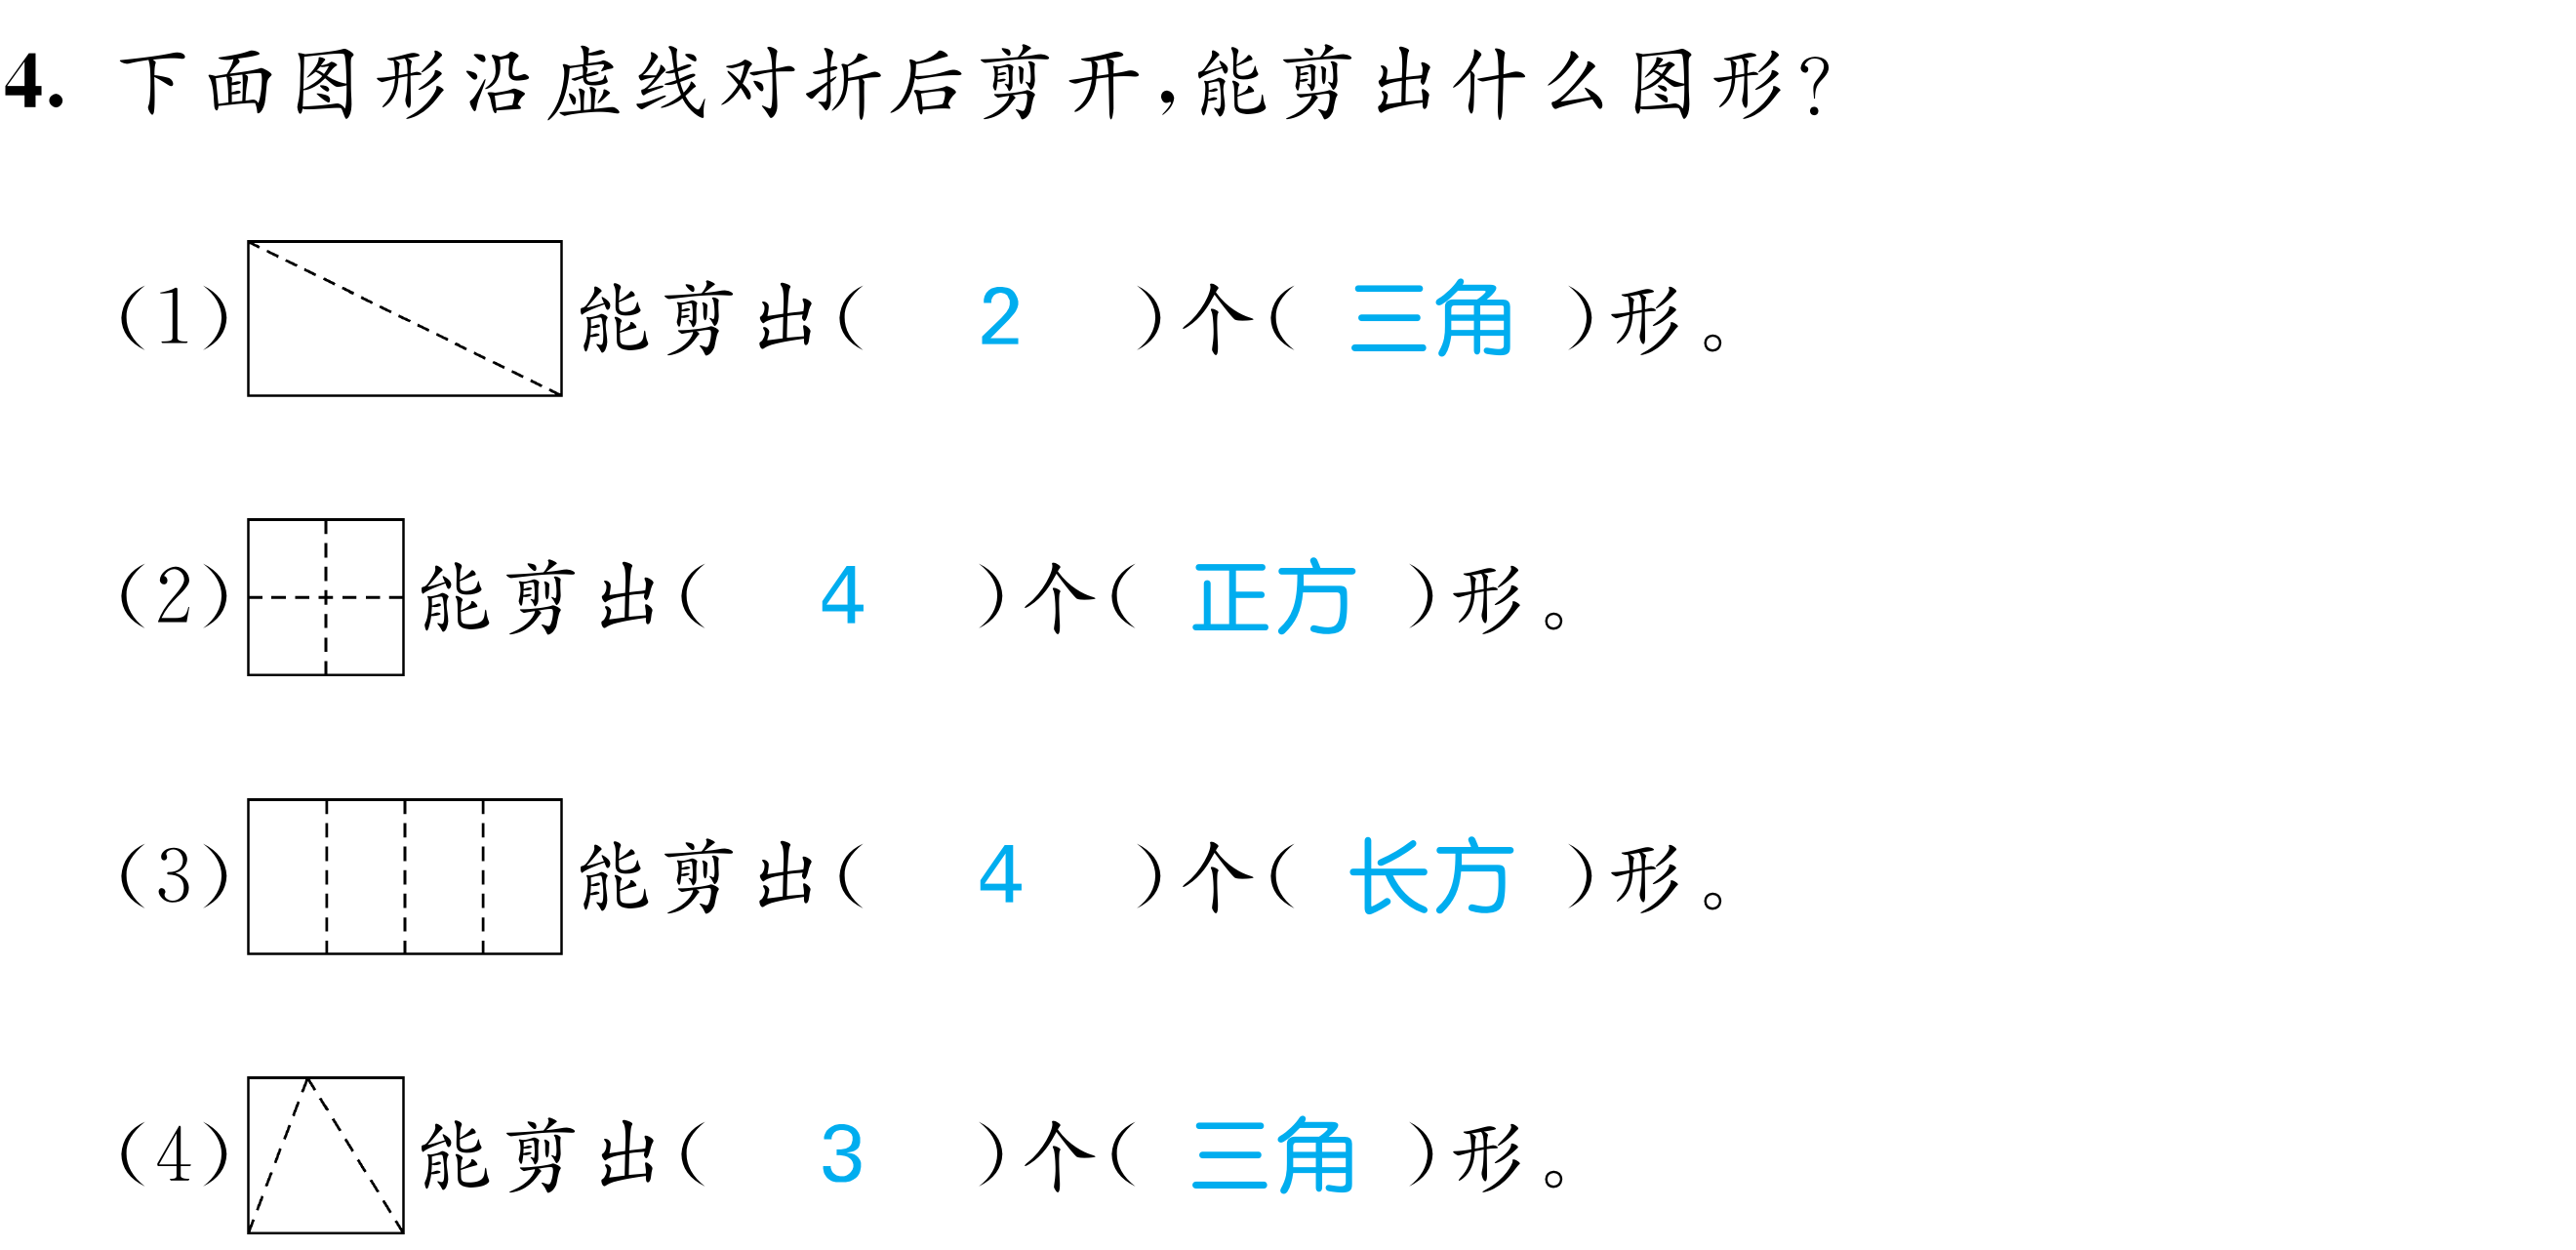 4. 下面图形沿虚线对折后剪开,能剪出什么图形?
(1) 能剪出( 2 )个( 三角 )形。
(2) 能剪出( 4 )个( 正方 )形。
(3) 能剪出( 4 )个( 长方 )形。
(4) 能剪出( 3 )个( 三角 )形。